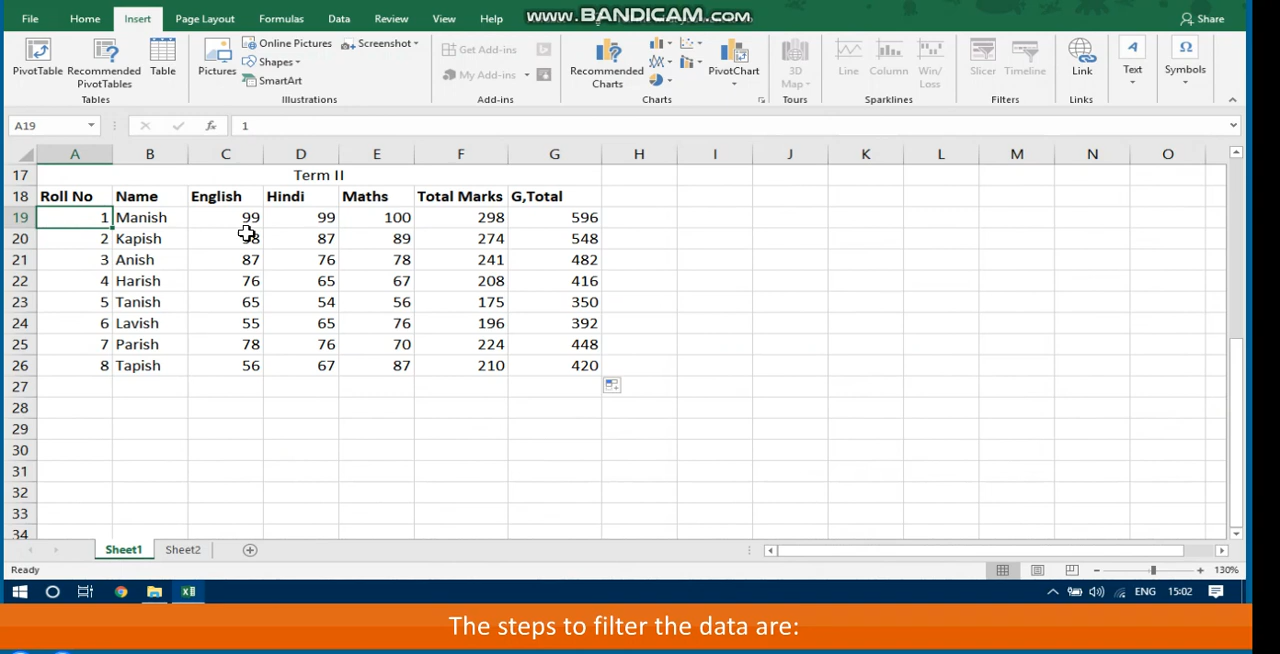 www.BANDICAM.com
File Home Insert Page Layout Formulas Data Review View Help Share
PivotTable Recommended PivotTables Table Pictures Online Pictures Shapes SmartArt Screenshot Get Add-ins My Add-ins Recommended Charts PivotChart 3D Map Line Column Win/Loss Slicer Timeline Link Text Symbols
Tables Illustrations Add-ins Charts Tours Sparklines Filters Links
A19 fx 1
A B C D E F G H I J K L M N O
17 Term II
18 Roll No Name English Hindi Maths Total Marks G,Total
19 1 Manish 99 99 100 298 596
20 2 Kapish 98 87 89 274 548
21 3 Anish 87 76 78 241 482
22 4 Harish 76 65 67 208 416
23 5 Tanish 65 54 56 175 350
24 6 Lavish 55 65 76 196 392
25 7 Parish 78 76 70 224 448
26 8 Tapish 56 67 87 210 420
27
28
29
30
31
32
33
34
Sheet1 Sheet2
Ready 130%
ENG 15:02
The steps to filter the data are: